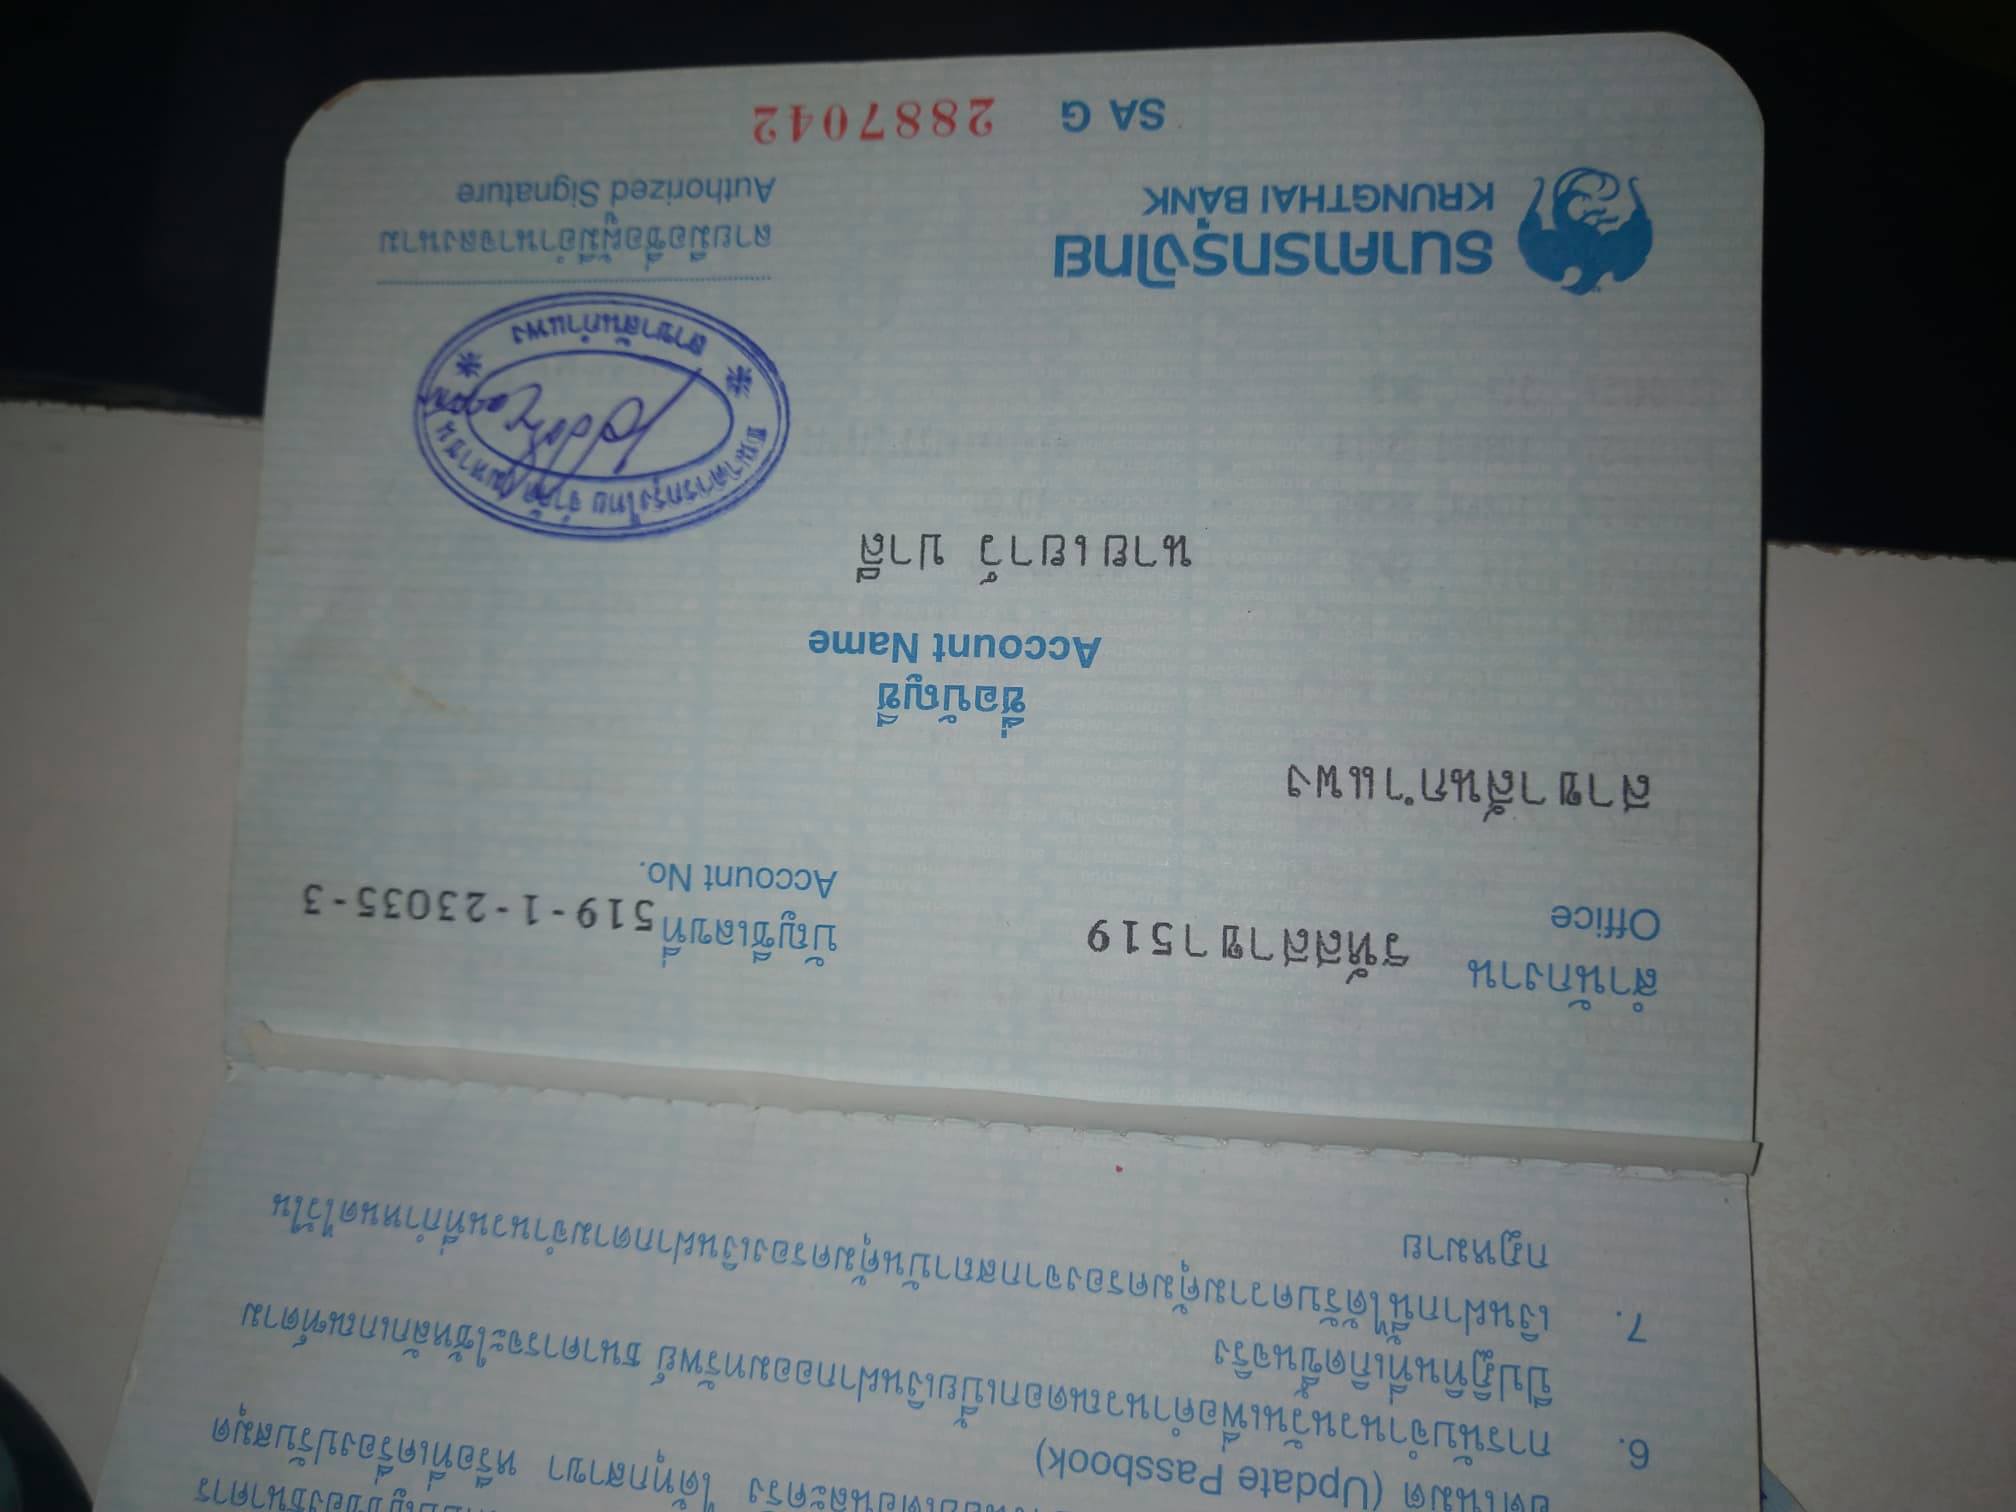 อัตโนมัติ (Update Passbook) ได้ทุกสาขา หรือที่เครื่องปรับสมุด
6. การนับจำนวนวันเพื่อคำนวณดอกเบี้ยเงินฝากออมทรัพย์ ธนาคารจะใช้หลักเกณฑ์ตาม
ปีปฏิทินที่เกิดขึ้นจริง
7. เงินฝากนี้ได้รับความคุ้มครองจากสถาบันคุ้มครองเงินฝากตามจำนวนที่กำหนดไว้ใน
กฎหมาย
สำนักงาน รหัสสาขา519 บัญชีเลขที่ 519-1-23035-3
Office Account No.
สาขาสันกำแพง
ชื่อบัญชี
Account Name
นายเยาว์ ปาลี
ธนาคารกรุงไทย จำกัด (มหาชน)
สาขาสันกำแพง
ธนาคารกรุงไทย
KRUNGTHAI BANK
ลายมือชื่อผู้มีอำนาจลงนาม
Authorized Signature
SA G 2887042